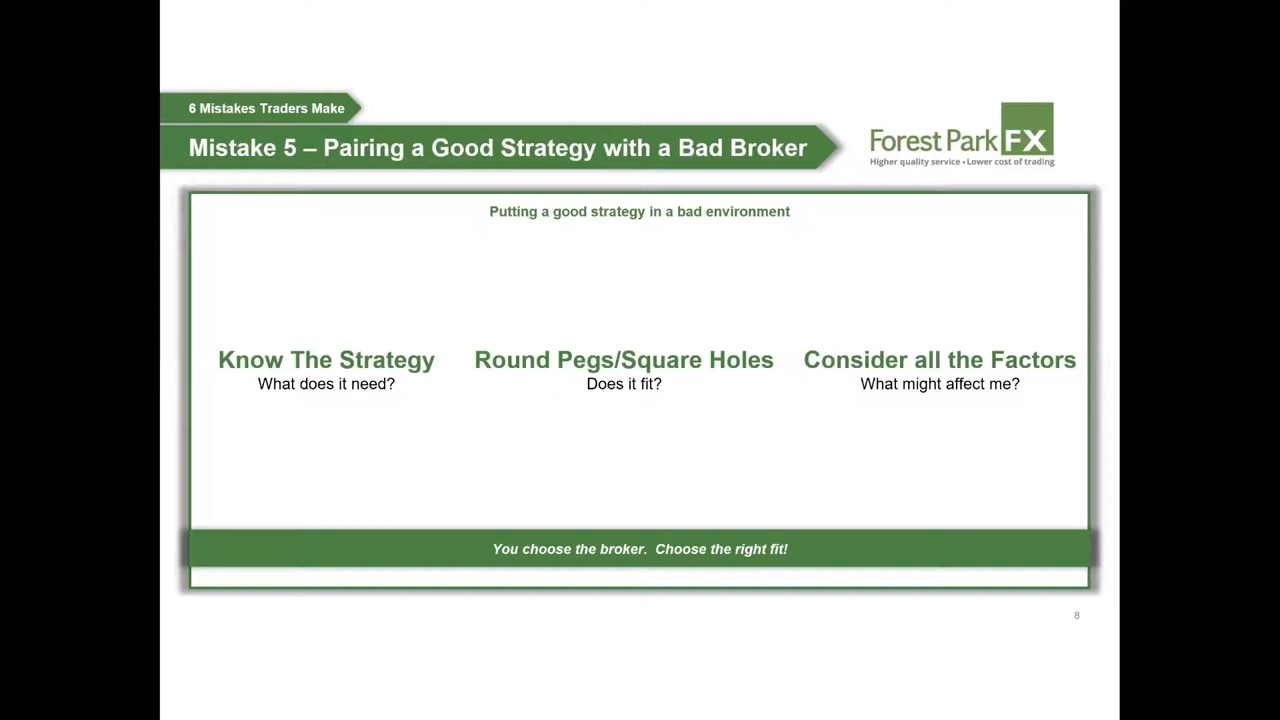 6 Mistakes Traders Make
Mistake 5 – Pairing a Good Strategy with a Bad Broker
Forest Park FX
Higher quality service • Lower cost of trading
Putting a good strategy in a bad environment
Know The Strategy
What does it need?
Round Pegs/Square Holes
Does it fit?
Consider all the Factors
What might affect me?
You choose the broker.  Choose the right fit!
8